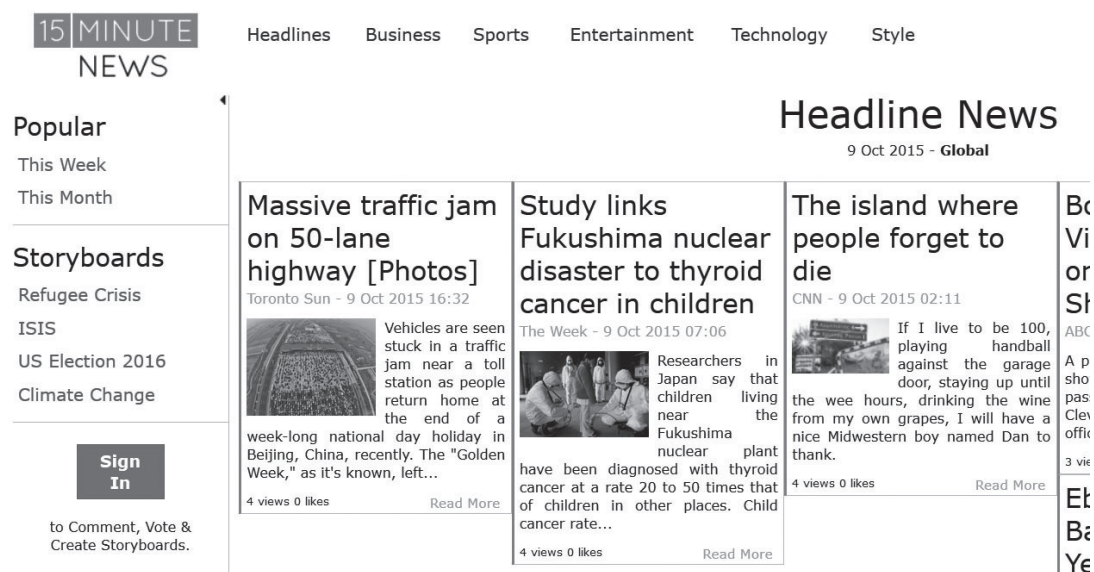 15 MINUTE
NEWS
Headlines Business Sports Entertainment Technology Style
Popular
This Week
This Month
Storyboards
Refugee Crisis
ISIS
US Election 2016
Climate Change
Sign
In
to Comment, Vote &
Create Storyboards.
Headline News
9 Oct 2015 - Global
Massive traffic jam
on 50-lane
highway [Photos]
Toronto Sun - 9 Oct 2015 16:32
Vehicles are seen
stuck in a traffic
jam near a toll
station as people
return home at
the end of a
week-long national day holiday in
Beijing, China, recently. The "Golden
Week," as it's known, left...
4 views 0 likes Read More
Study links
Fukushima nuclear
disaster to thyroid
cancer in children
The Week - 9 Oct 2015 07:06
Researchers in
Japan say that
children living
near the
Fukushima
nuclear plant
have been diagnosed with thyroid
cancer at a rate 20 to 50 times that
of children in other places. Child
cancer rate...
4 views 0 likes Read More
The island where
people forget to
die
CNN - 9 Oct 2015 02:11
If I live to be 100,
playing handball
against the garage
door, staying up until
the wee hours, drinking the wine
from my own grapes, I will have a
nice Midwestern boy named Dan to
thank.
4 views 0 likes Read More